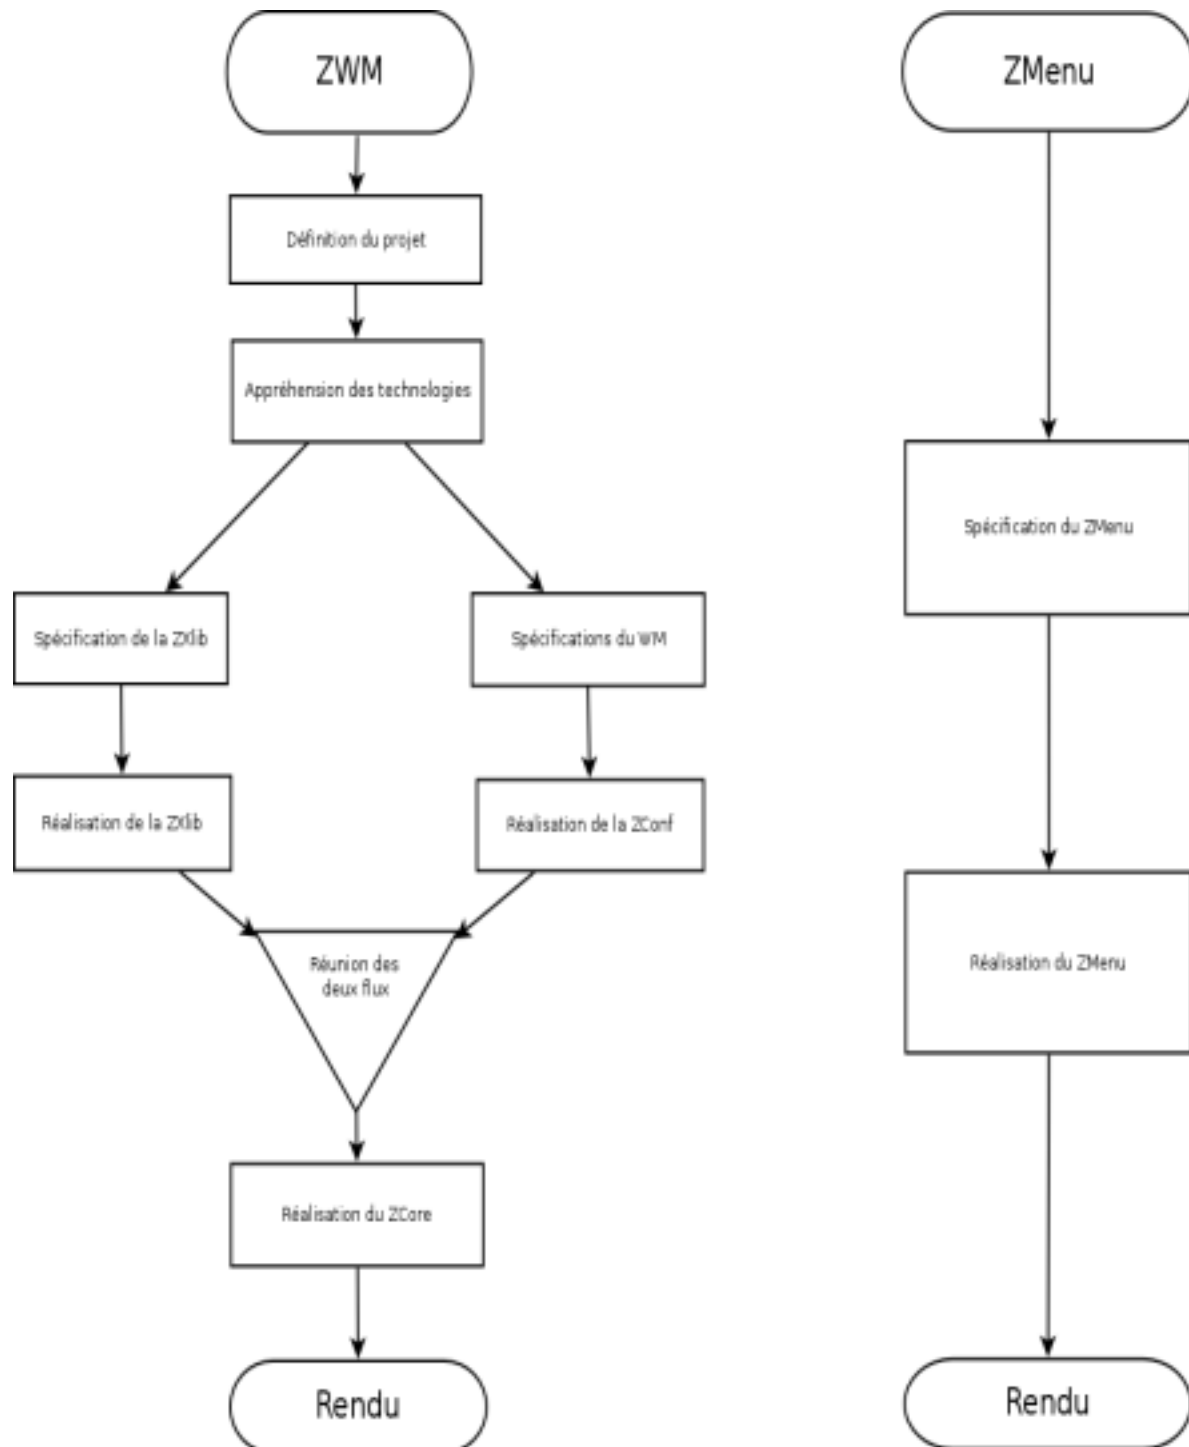 ZWM
Définition du projet
Appréhension des technologies
Spécification de la ZXlib
Spécifications du WM
Réalisation de la ZXlib
Réalisation de la ZConf
Réunion des
deux flux
Réalisation du ZCore
Rendu
ZMenu
Spécification du ZMenu
Réalisation du ZMenu
Rendu